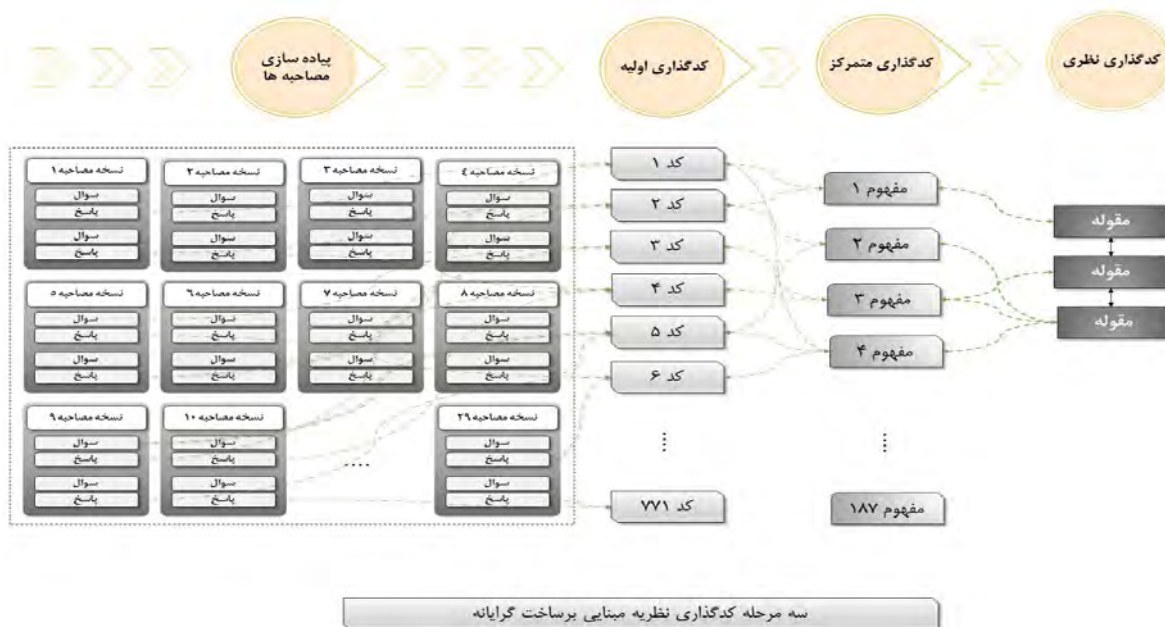 پیاده سازی
مصاحبه ها
کدگذاری اولیه
کدگذاری متمرکز
کدگذاری نظری
نسخه مصاحبه ۱
سوال
پاسخ
سوال
پاسخ
نسخه مصاحبه ۲
سوال
پاسخ
سوال
پاسخ
نسخه مصاحبه ۳
سوال
پاسخ
سوال
پاسخ
نسخه مصاحبه ٤
سوال
پاسخ
سوال
پاسخ
نسخه مصاحبه ٥
سوال
پاسخ
سوال
پاسخ
نسخه مصاحبه ۶
سوال
پاسخ
سوال
پاسخ
نسخه مصاحبه ۷
سوال
پاسخ
سوال
پاسخ
نسخه مصاحبه ۸
سوال
پاسخ
سوال
پاسخ
نسخه مصاحبه ۹
سوال
پاسخ
سوال
پاسخ
نسخه مصاحبه ۱۰
سوال
پاسخ
سوال
پاسخ
....
نسخه مصاحبه ۲۹
سوال
پاسخ
سوال
پاسخ
کد ۱
کد ۲
کد ۳
کد ۴
کد ۵
کد ۶
....
کد ۷۷۱
مفهوم ۱
مفهوم ۲
مفهوم ۳
مفهوم ۴
....
مفهوم ۱۸۷
مقوله
مقوله
مقوله
سه مرحله کدگذاری نظریه مبنایی برساخت گرایانه